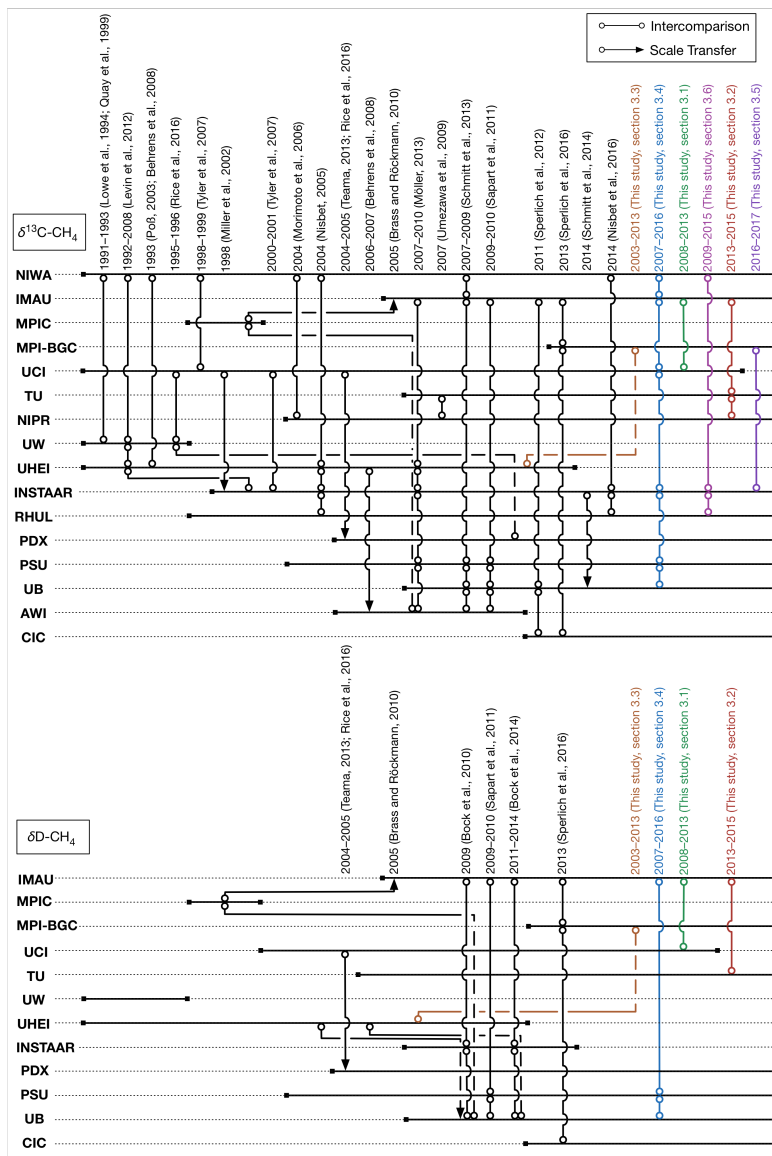 Intercomparison
Scale Transfer
δ¹³C-CH₄
1991–1993 (Lowe et al., 1994; Quay et al., 1999)
1992–2008 (Levin et al., 2012)
1993 (Poß, 2003; Behrens et al., 2008)
1995–1996 (Rice et al., 2016)
1998–1999 (Tyler et al., 2007)
1998 (Miller et al., 2002)
2000–2001 (Tyler et al., 2007)
2004 (Morimoto et al., 2006)
2004 (Nisbet, 2005)
2004–2005 (Teama, 2013; Rice et al., 2016)
2006–2007 (Behrens et al., 2008)
2005 (Brass and Röckmann, 2010)
2007–2010 (Möller, 2013)
2007 (Umezawa et al., 2009)
2007–2009 (Schmitt et al., 2013)
2009–2010 (Sapart et al., 2011)
2011 (Sperlich et al., 2012)
2013 (Sperlich et al., 2016)
2014 (Schmitt et al., 2014)
2014 (Nisbet et al., 2016)
2003–2013 (This study, section 3.3)
2007–2016 (This study, section 3.4)
2008–2013 (This study, section 3.1)
2009–2015 (This study, section 3.6)
2013–2015 (This study, section 3.2)
2016–2017 (This study, section 3.5)
NIWA
IMAU
MPIC
MPI-BGC
UCI
TU
NIPR
UW
UHEI
INSTAAR
RHUL
PDX
PSU
UB
AWI
CIC
δD-CH₄
2004–2005 (Teama, 2013; Rice et al., 2016)
2005 (Brass and Röckmann, 2010)
2009 (Bock et al., 2010)
2009–2010 (Sapart et al., 2011)
2011–2014 (Bock et al., 2014)
2013 (Sperlich et al., 2016)
2003–2013 (This study, section 3.3)
2007–2016 (This study, section 3.4)
2008–2013 (This study, section 3.1)
2013–2015 (This study, section 3.2)
IMAU
MPIC
MPI-BGC
UCI
TU
UW
UHEI
INSTAAR
PDX
PSU
UB
CIC